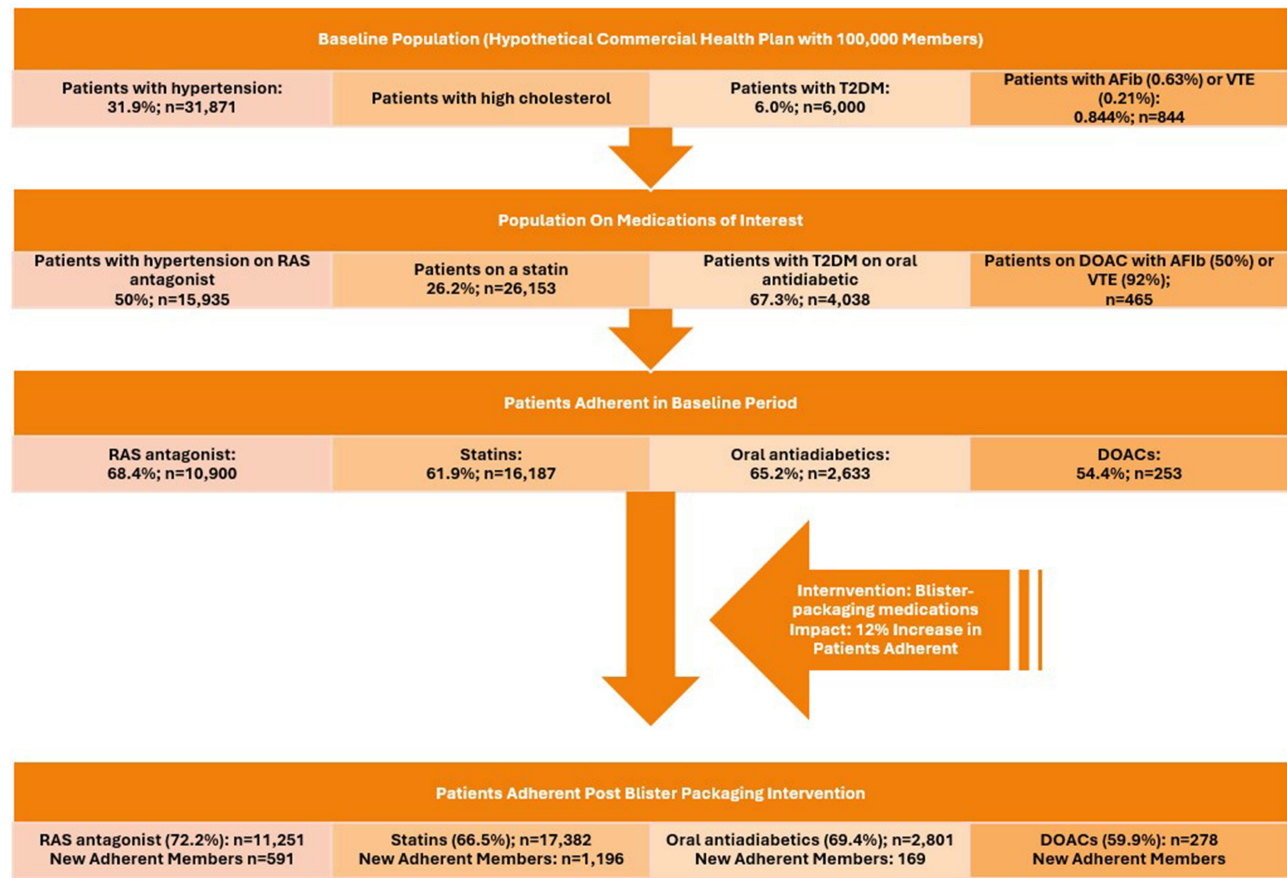 Baseline Population (Hypothetical Commercial Health Plan with 100,000 Members)
Patients with hypertension:
31.9%; n=31,871
Patients with high cholesterol
Patients with T2DM:
6.0%; n=6,000
Patients with AFib (0.63%) or VTE
(0.21%):
0.844%; n=844
Population On Medications of Interest
Patients with hypertension on RAS
antagonist
50%; n=15,935
Patients on a statin
26.2%; n=26,153
Patients with T2DM on oral
antidiabetic
67.3%; n=4,038
Patients on DOAC with AFIb (50%) or
VTE (92%);
n=465
Patients Adherent in Baseline Period
RAS antagonist:
68.4%; n=10,900
Statins:
61.9%; n=16,187
Oral antiadiabetics:
65.2%; n=2,633
DOACs:
54.4%; n=253
Internvention: Blister-
packaging medications
Impact: 12% Increase in
Patients Adherent
Patients Adherent Post Blister Packaging Intervention
RAS antagonist (72.2%): n=11,251
New Adherent Members n=591
Statins (66.5%); n=17,382
New Adherent Members: n=1,196
Oral antiadiabetics (69.4%); n=2,801
New Adherent Members: 169
DOACs (59.9%); n=278
New Adherent Members